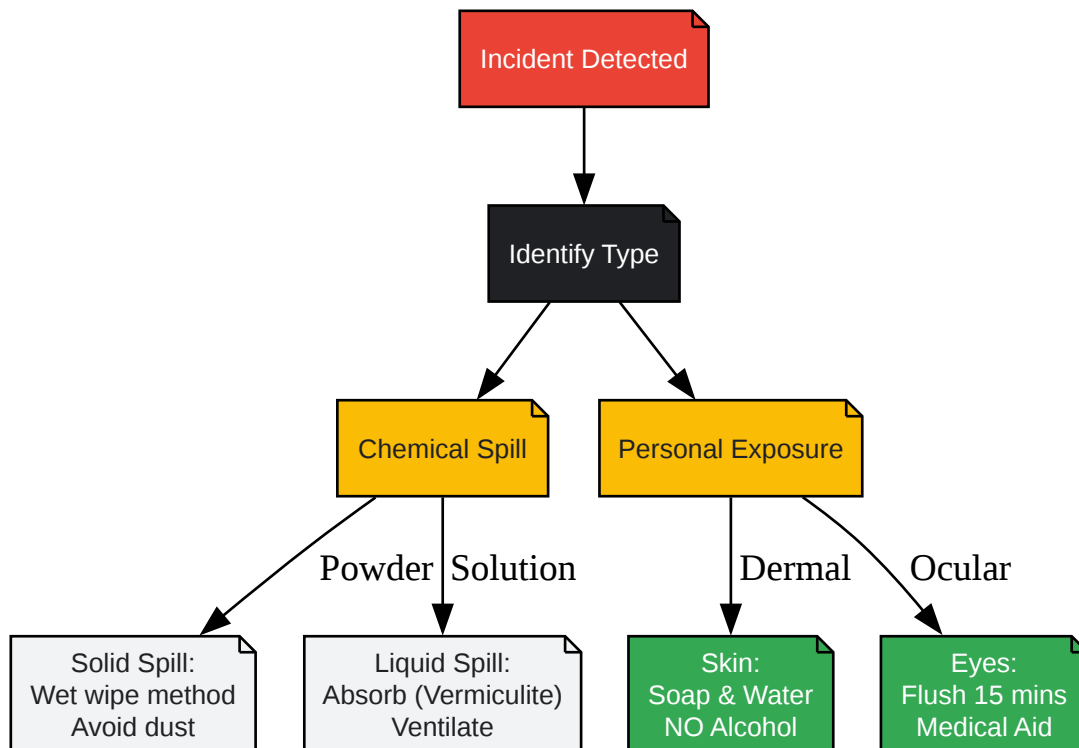 Incident Detected
Identify Type
Chemical Spill
Personal Exposure
Powder
Solution
Dermal
Ocular
Solid Spill:
Wet wipe method
Avoid dust
Liquid Spill:
Absorb (Vermiculite)
Ventilate
Skin:
Soap & Water
NO Alcohol
Eyes:
Flush 15 mins
Medical Aid